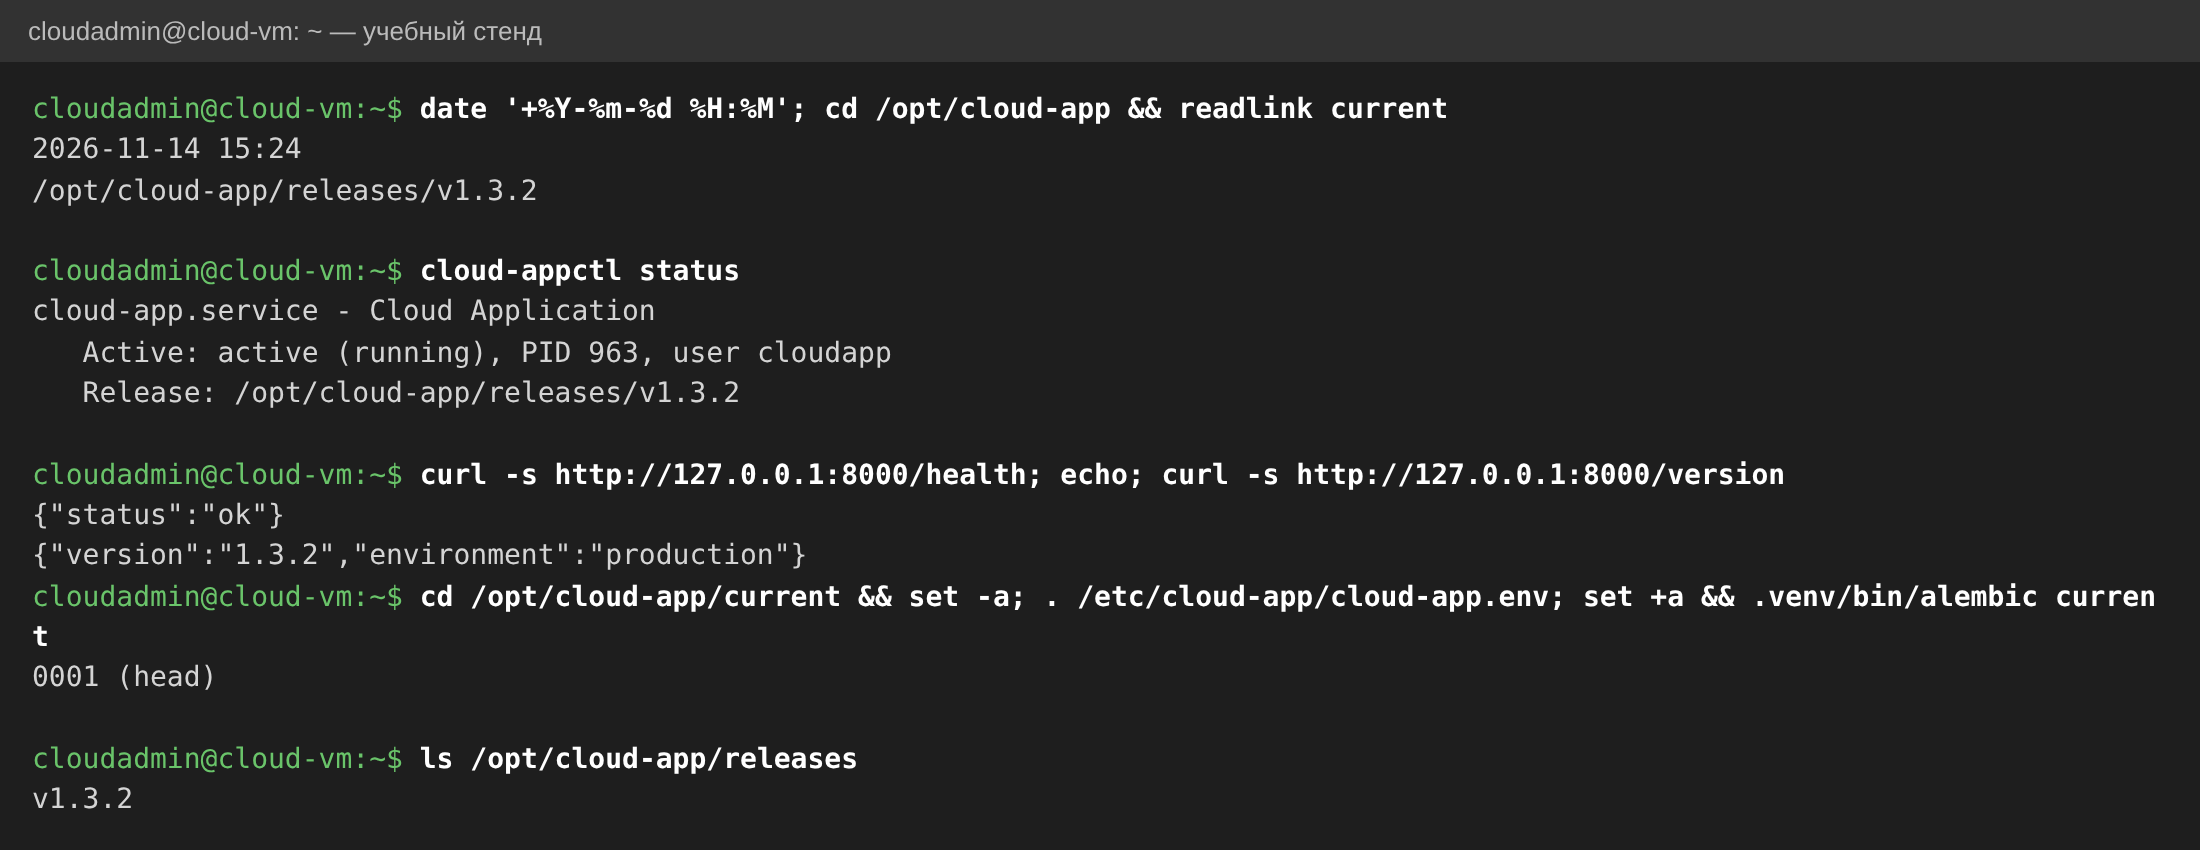 cloudadmin@cloud-vm: ~ — учебный стенд
cloudadmin@cloud-vm:~$ date '+%Y-%m-%d %H:%M'; cd /opt/cloud-app && readlink current
2026-11-14 15:24
/opt/cloud-app/releases/v1.3.2
cloudadmin@cloud-vm:~$ cloud-appctl status
cloud-app.service - Cloud Application
   Active: active (running), PID 963, user cloudapp
   Release: /opt/cloud-app/releases/v1.3.2
cloudadmin@cloud-vm:~$ curl -s http://127.0.0.1:8000/health; echo; curl -s http://127.0.0.1:8000/version
{"status":"ok"}
{"version":"1.3.2","environment":"production"}
cloudadmin@cloud-vm:~$ cd /opt/cloud-app/current && set -a; . /etc/cloud-app/cloud-app.env; set +a && .venv/bin/alembic curren
t
0001 (head)
cloudadmin@cloud-vm:~$ ls /opt/cloud-app/releases
v1.3.2